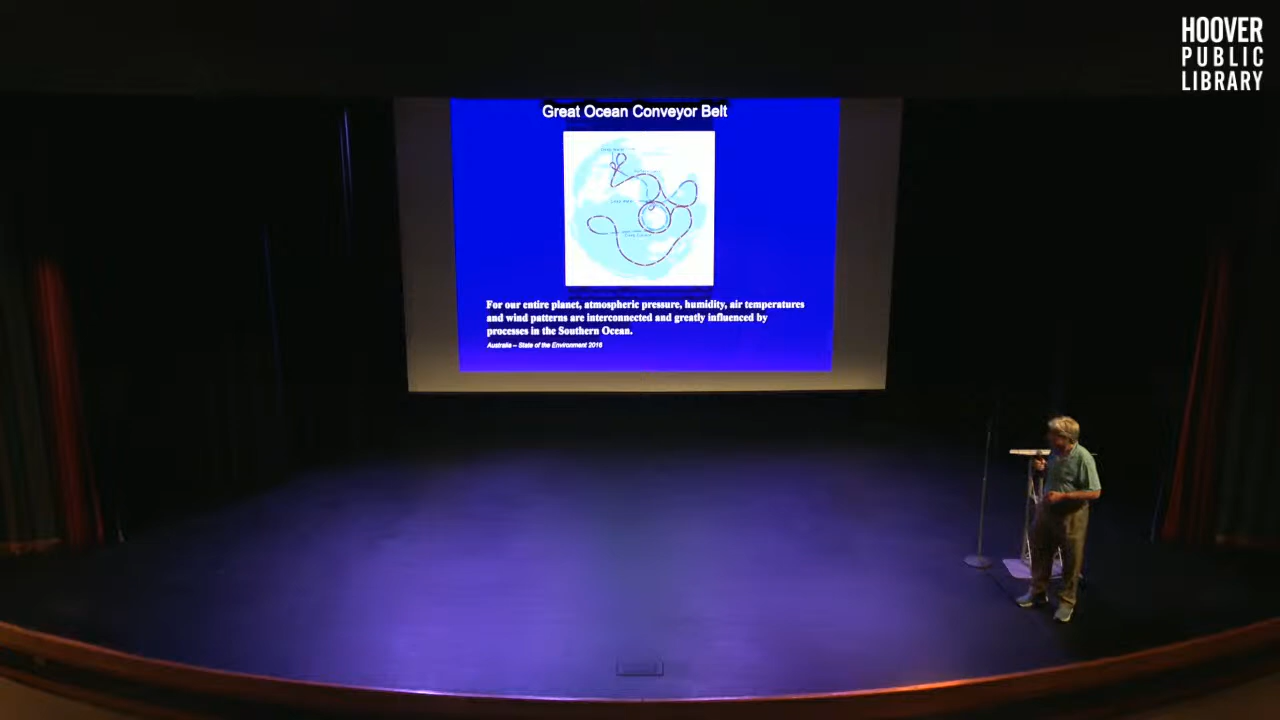 HOOVER
PUBLIC
LIBRARY
Great Ocean Conveyor Belt
For our entire planet, atmospheric pressure, humidity, air temperatures
and wind patterns are interconnected and greatly influenced by
processes in the Southern Ocean.
Australia – State of the Environment 2016